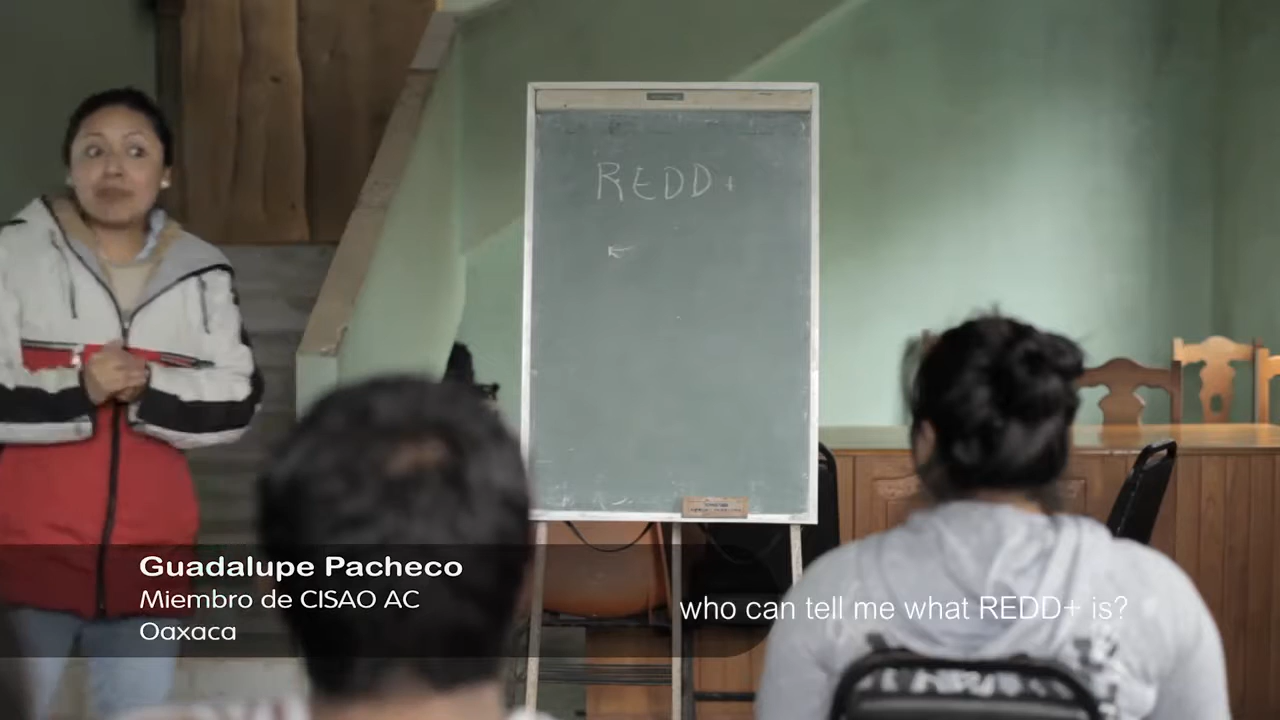 REDD+
Guadalupe Pacheco
Miembro de CISAO AC
Oaxaca
who can tell me what REDD+ is?